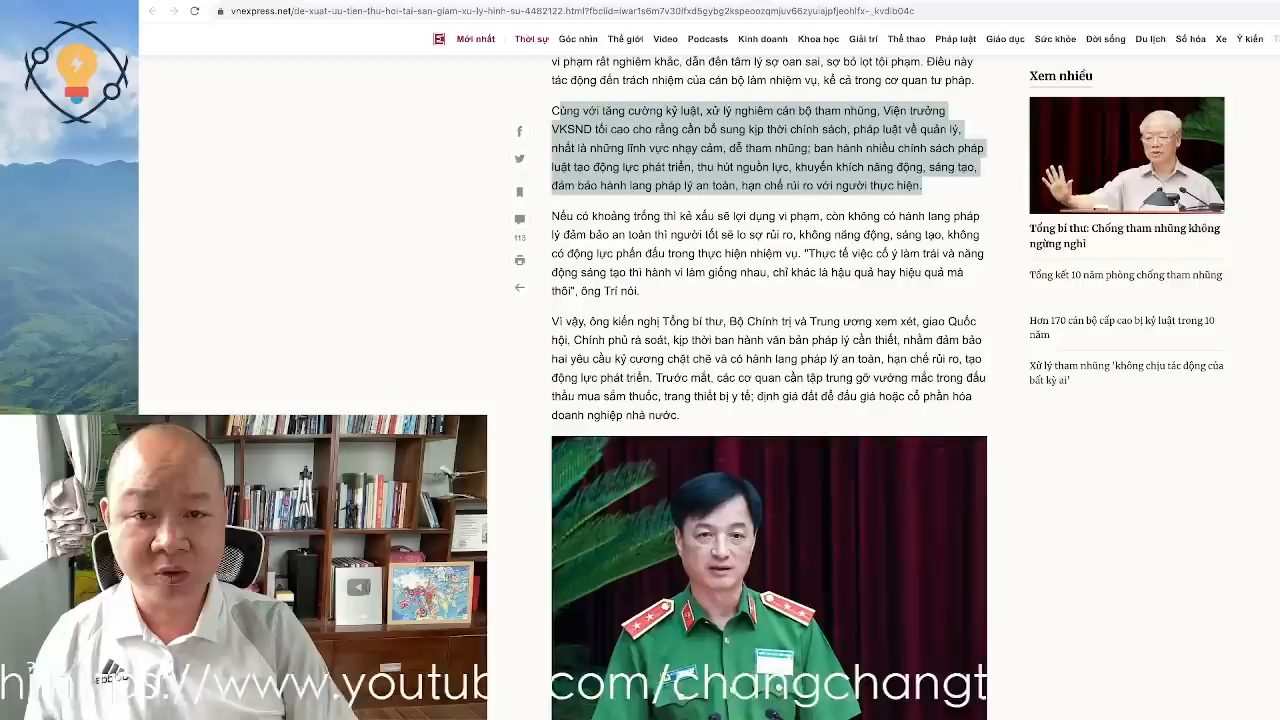 vnexpress.net/de-xuat-uu-tien-thu-hoi-tai-san-giam-xu-ly-hinh-su-4482122.html?fbclid=iwar1s6m7v30lfxd5gybg2kspeoozqmjuv66zyuiajpfjeohlfx-_kvdib04c
E Mới nhất Thời sự Góc nhìn Thế giới Video Podcasts Kinh doanh Khoa học Giải trí Thể thao Pháp luật Giáo dục Sức khỏe Đời sống Du lịch Số hóa Xe Ý kiến
vi phạm rất nghiêm khắc, dẫn đến tâm lý sợ oan sai, sợ bỏ lọt tội phạm. Điều này
tác động đến trách nhiệm của cán bộ làm nhiệm vụ, kể cả trong cơ quan tư pháp.
Cùng với tăng cường kỷ luật, xử lý nghiêm cán bộ tham nhũng, Viện trưởng
VKSND tối cao cho rằng cần bổ sung kịp thời chính sách, pháp luật về quản lý,
nhất là những lĩnh vực nhạy cảm, dễ tham nhũng; ban hành nhiều chính sách pháp
luật tạo động lực phát triển, thu hút nguồn lực, khuyến khích năng động, sáng tạo,
đảm bảo hành lang pháp lý an toàn, hạn chế rủi ro với người thực hiện.
113
Nếu có khoảng trống thì kẻ xấu sẽ lợi dụng vi phạm, còn không có hành lang pháp
lý đảm bảo an toàn thì người tốt sẽ lo sợ rủi ro, không năng động, sáng tạo, không
có động lực phấn đấu trong thực hiện nhiệm vụ. "Thực tế việc cố ý làm trái và năng
động sáng tạo thì hành vi làm giống nhau, chỉ khác là hậu quả hay hiệu quả mà
thôi", ông Trí nói.
Vì vậy, ông kiến nghị Tổng bí thư, Bộ Chính trị và Trung ương xem xét, giao Quốc
hội, Chính phủ rà soát, kịp thời ban hành văn bản pháp lý cần thiết, nhằm đảm bảo
hai yêu cầu kỷ cương chặt chẽ và có hành lang pháp lý an toàn, hạn chế rủi ro, tạo
động lực phát triển. Trước mắt, các cơ quan cần tập trung gỡ vướng mắc trong đấu
thầu mua sắm thuốc, trang thiết bị y tế; định giá đất để đấu giá hoặc cổ phần hóa
doanh nghiệp nhà nước.
Xem nhiều
Tổng bí thư: Chống tham nhũng không
ngừng nghỉ
Tổng kết 10 năm phòng chống tham nhũng
Hơn 170 cán bộ cấp cao bị kỷ luật trong 10
năm
Xử lý tham nhũng 'không chịu tác động của
bất kỳ ai'
://www.youtub com/changchangt